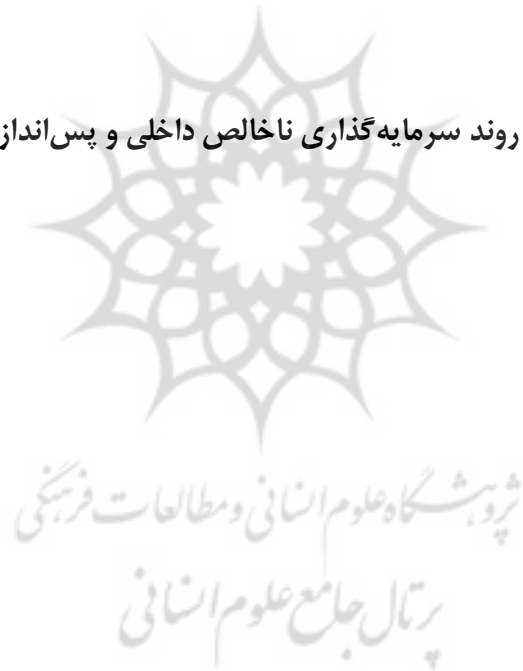 روند سرمایه‌گذاری ناخالص داخلی و پس‌انداز
پژوهشگاه علوم انسانی و مطالعات فرهنگی
پرتال جامع علوم انسانی